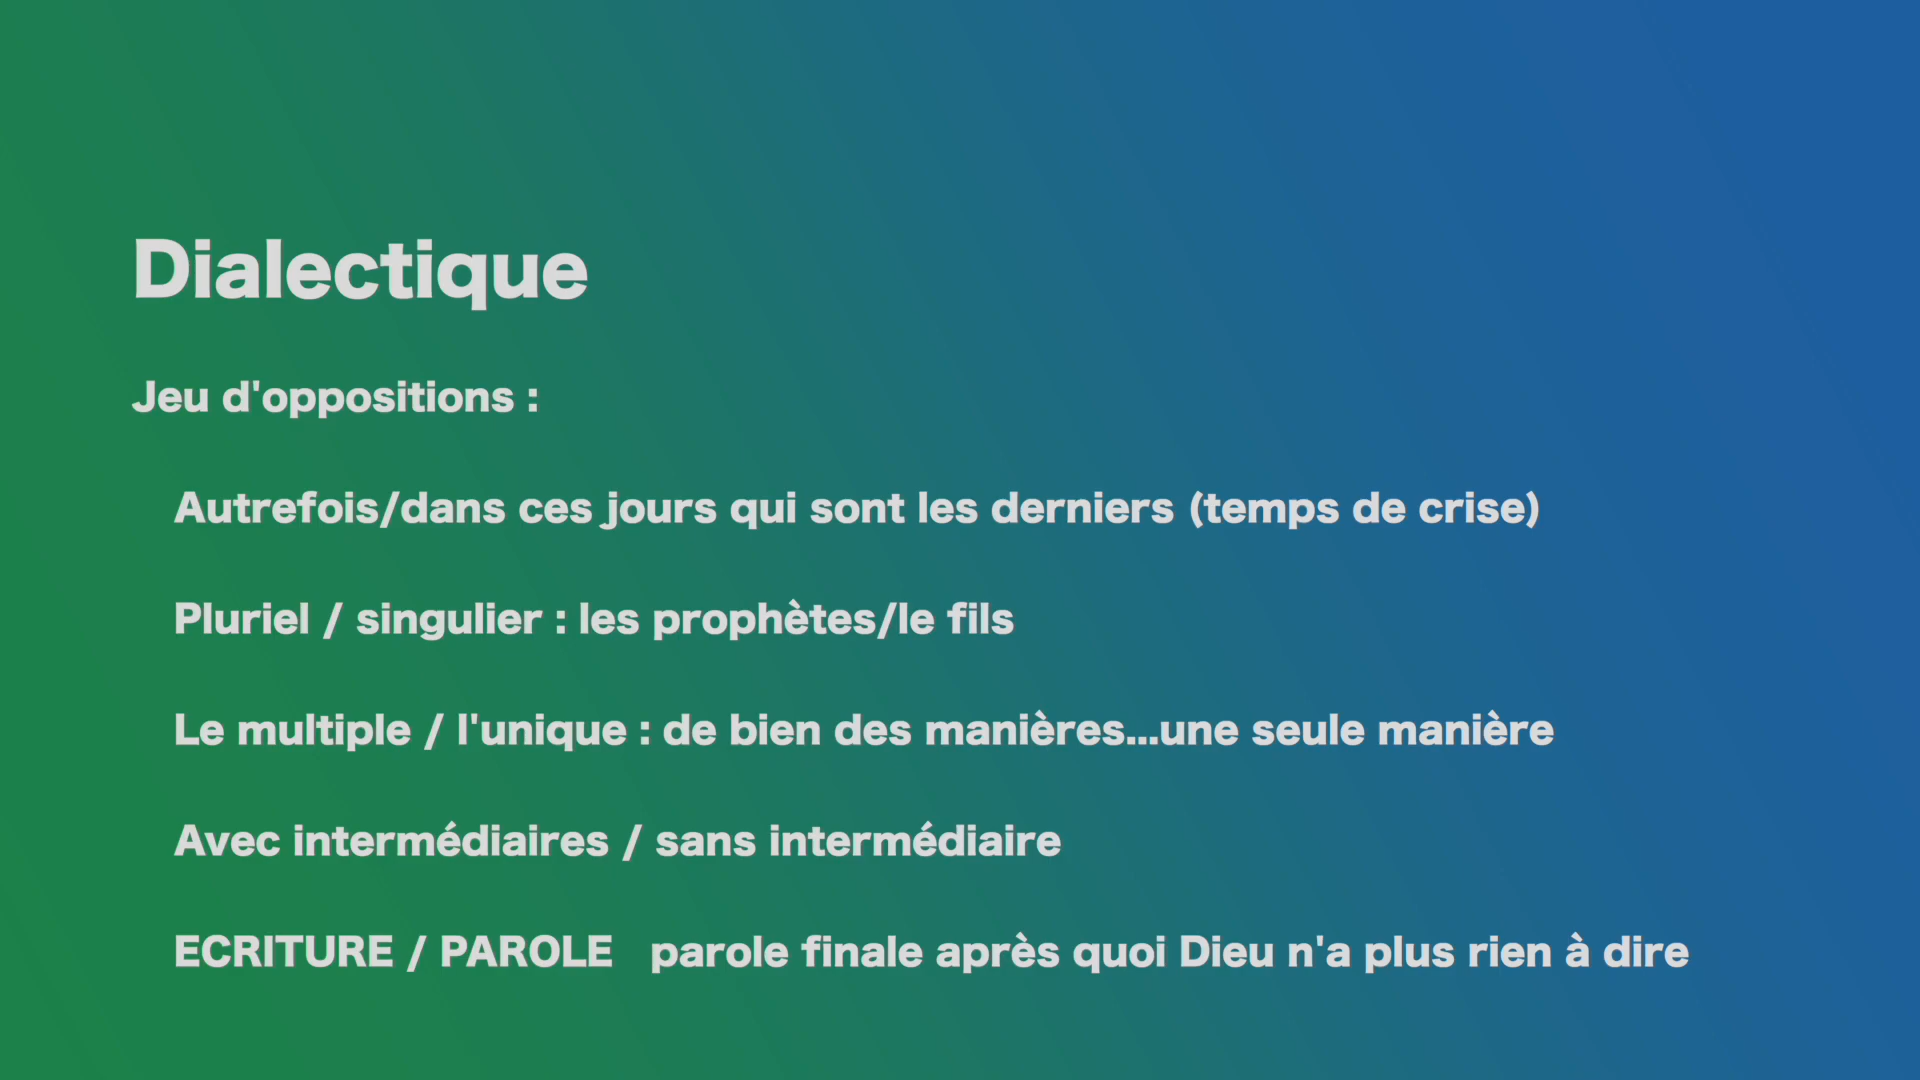 Dialectique
Jeu d'oppositions :
Autrefois/dans ces jours qui sont les derniers (temps de crise)
Pluriel / singulier : les prophètes/le fils
Le multiple / l'unique : de bien des manières...une seule manière
Avec intermédiaires / sans intermédiaire
ECRITURE / PAROLE   parole finale après quoi Dieu n'a plus rien à dire